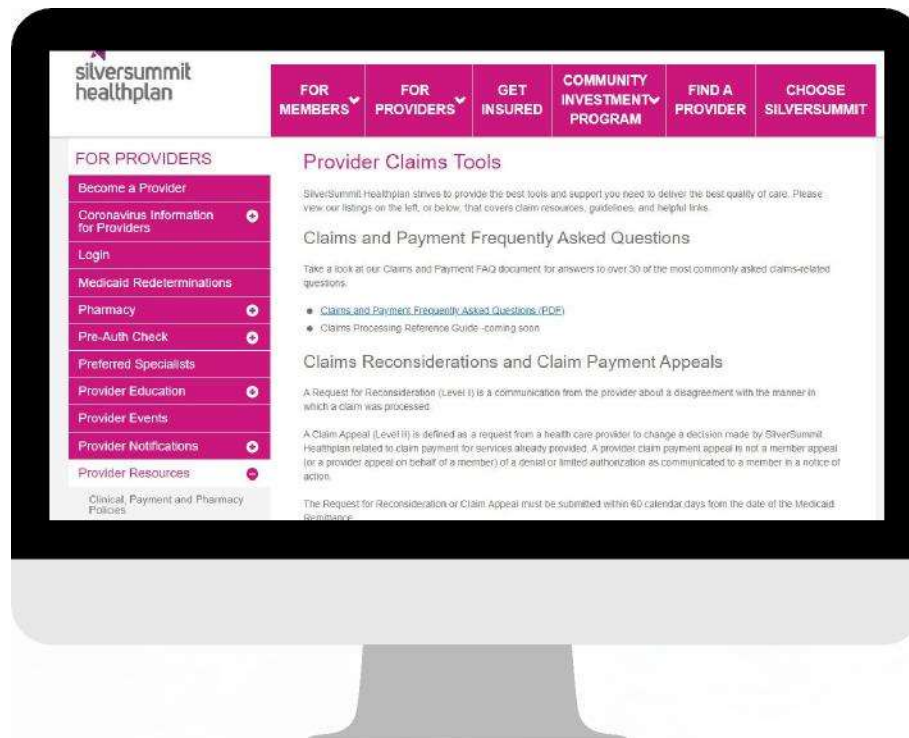 silversummit
healthplan
FOR
MEMBERS
FOR
PROVIDERS
GET
INSURED
COMMUNITY
INVESTMENT
PROGRAM
FIND A
PROVIDER
CHOOSE
SILVERSUMMIT
FOR PROVIDERS
Become a Provider
Coronavirus Information
for Providers
Login
Medicaid Redeterminations
Pharmacy
Pre-Auth Check
Preferred Specialists
Provider Education
Provider Events
Provider Notifications
Provider Resources
Clinical, Payment and Pharmacy
Policies
Provider Claims Tools
SilverSummit Healthplan strives to provide the best tools and support you need to deliver the best quality of care. Please
view our listings on the left, or below, that covers claim resources, guidelines, and helpful links.
Claims and Payment Frequently Asked Questions
Take a look at our Claims and Payment FAQ document for answers to over 30 of the most commonly asked claims-related
questions.
Claims and Payment Frequently Asked Questions (PDF)
Claims Processing Reference Guide -coming soon
Claims Reconsiderations and Claim Payment Appeals
A Request for Reconsideration (Level I) is a communication from the provider about a disagreement with the manner in
which a claim was processed
A Claim Appeal (Level II) is defined as a request from a health care provider to change a decision made by SilverSummit
Healthplan related to claim payment for services already provided. A provider claim payment appeal is not a member appeal
(or a provider appeal on behalf of a member) of a denial or limited authorization as communicated to a member in a notice of
action.
The Request for Reconsideration or Claim Appeal must be submitted within 60 calendar days from the date of the Medicaid
Remittance